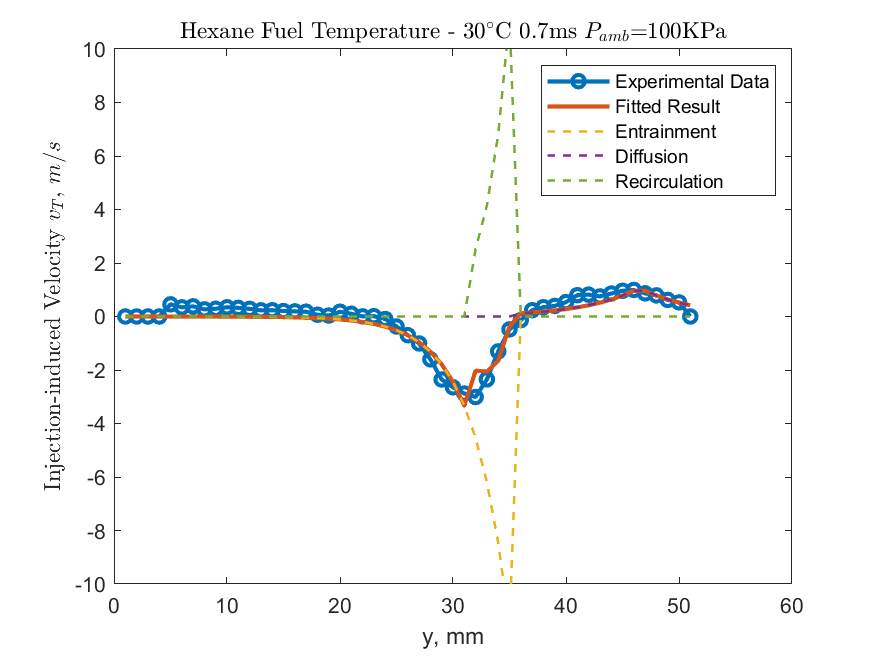 Hexane Fuel Temperature - 30°C 0.7ms P_amb=100KPa
Injection-induced Velocity v_T, m/s
10
8
6
4
2
0
-2
-4
-6
-8
-10
Experimental Data
Fitted Result
Entrainment
Diffusion
Recirculation
0 10 20 30 40 50 60
y, mm